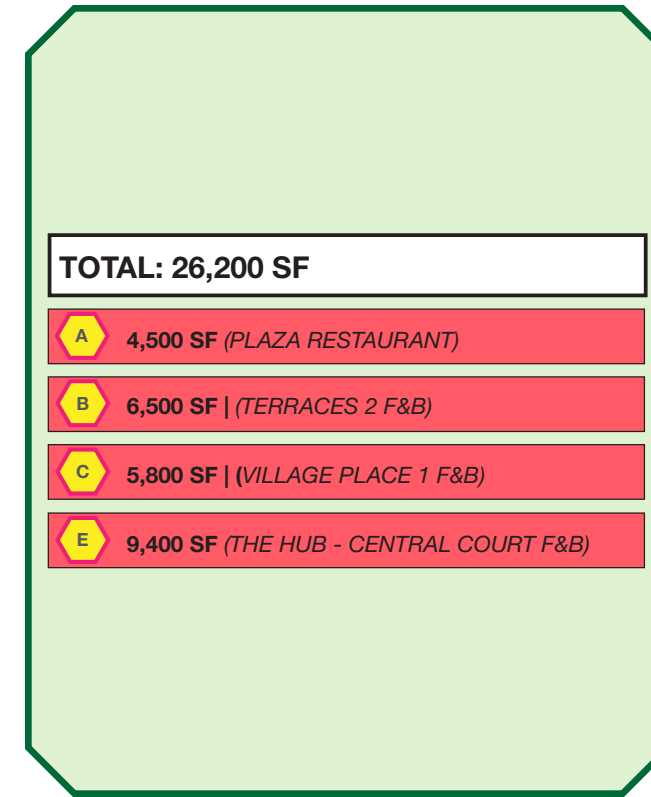 TOTAL: 26,200 SF
A 4,500 SF (PLAZA RESTAURANT)
B 6,500 SF | (TERRACES 2 F&B)
C 5,800 SF | (VILLAGE PLACE 1 F&B)
E 9,400 SF (THE HUB - CENTRAL COURT F&B)